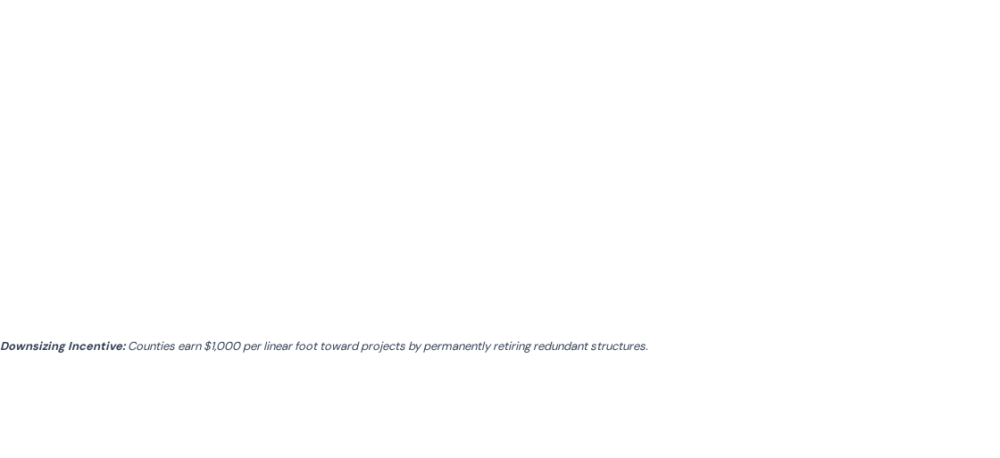 Downsizing Incentive: Counties earn $1,000 per linear foot toward projects by permanently retiring redundant structures.